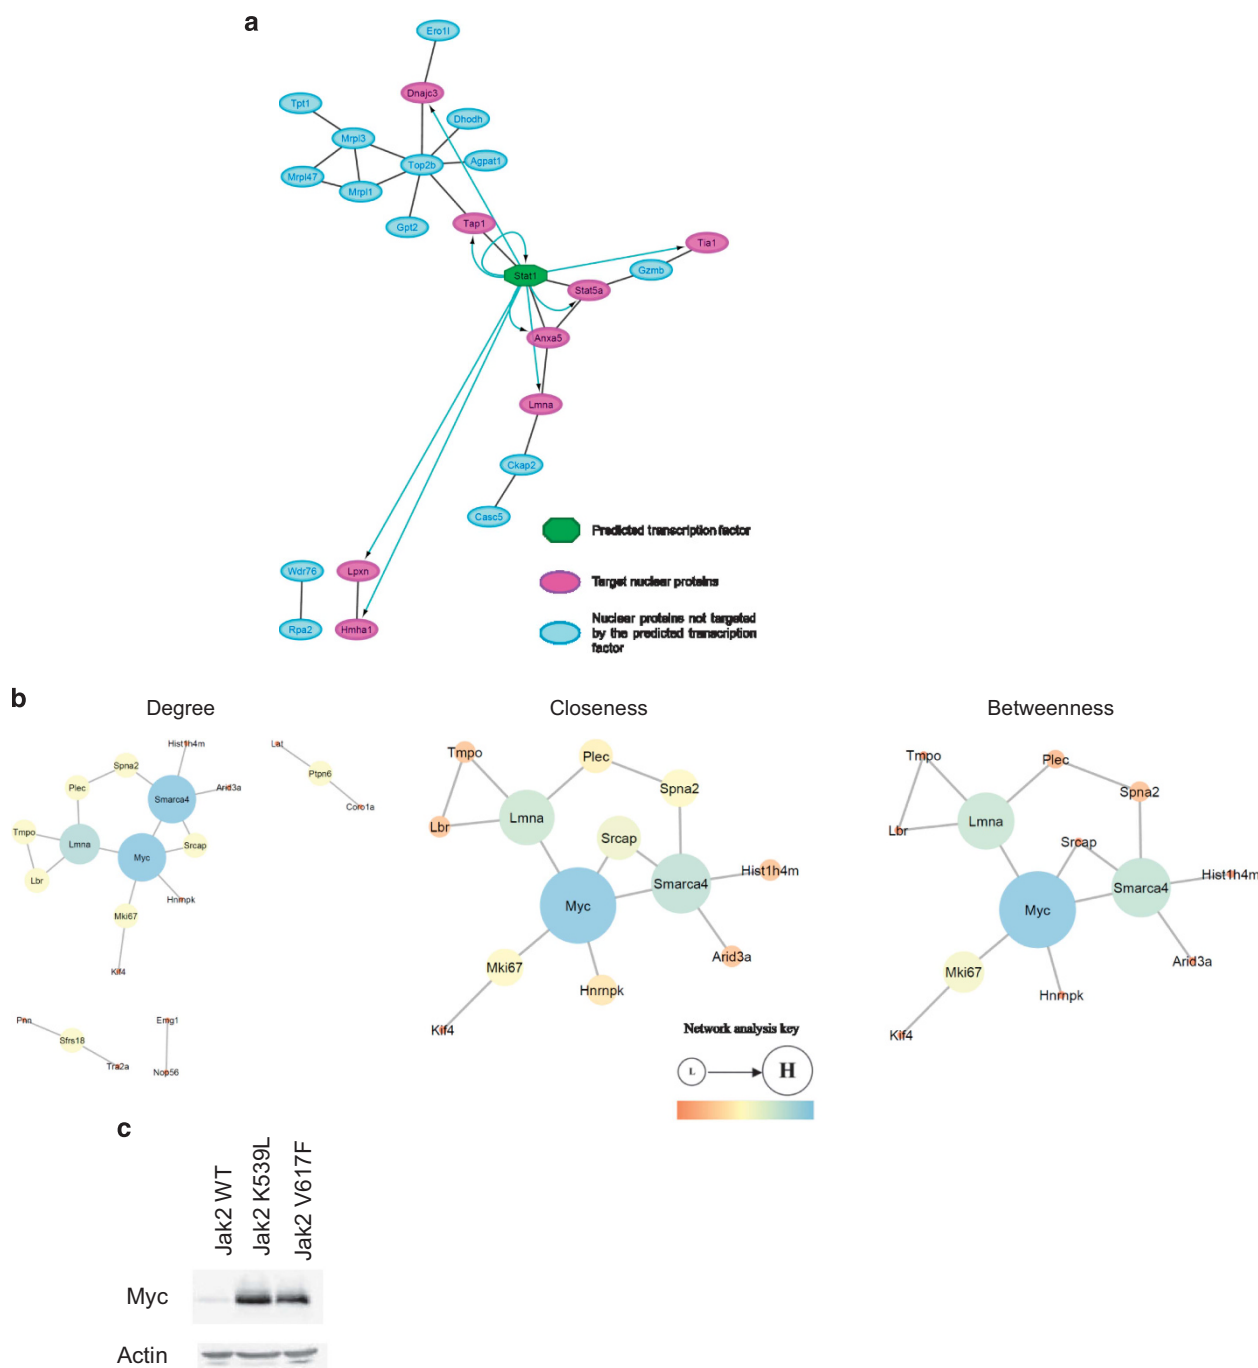 a
Ero1l
Dnajc3
Tpt1
Dhodh
Mrpl3
Top2b
Agpat1
Mrpl47
Mrpl1
Gpt2
Tap1
Tia1
Gzmb
Stat1
Stat5a
Anxa5
Lmna
Ckap2
Casc5
Predicted transcription factor
Wdr76
Lpxn
Target nuclear proteins
Nuclear proteins not targeted
by the predicted transcription
factor
Rpa2
Hmha1
b
Degree
Hist1h4m
Lat
Spna2
Ptpn6
Plec
Smarca4
Arid3a
Coro1a
Tmpo
Lmna
Myc
Srcap
Lbr
Hnrnpk
Mki67
Kif4
Pnn
Sfrs18
Tra2a
Emg1
Nop56
Closeness
Tmpo
Plec
Spna2
Lbr
Lmna
Srcap
Smarca4
Hist1h4m
Myc
Arid3a
Mki67
Hnrnpk
Kif4
Network analysis key
L
H
Betweenness
Tmpo
Plec
Spna2
Lbr
Lmna
Srcap
Smarca4
Hist1h4m
Myc
Arid3a
Mki67
Hnrnpk
Kif4
c
Jak2 WT
Jak2 K539L
Jak2 V617F
Myc
Actin